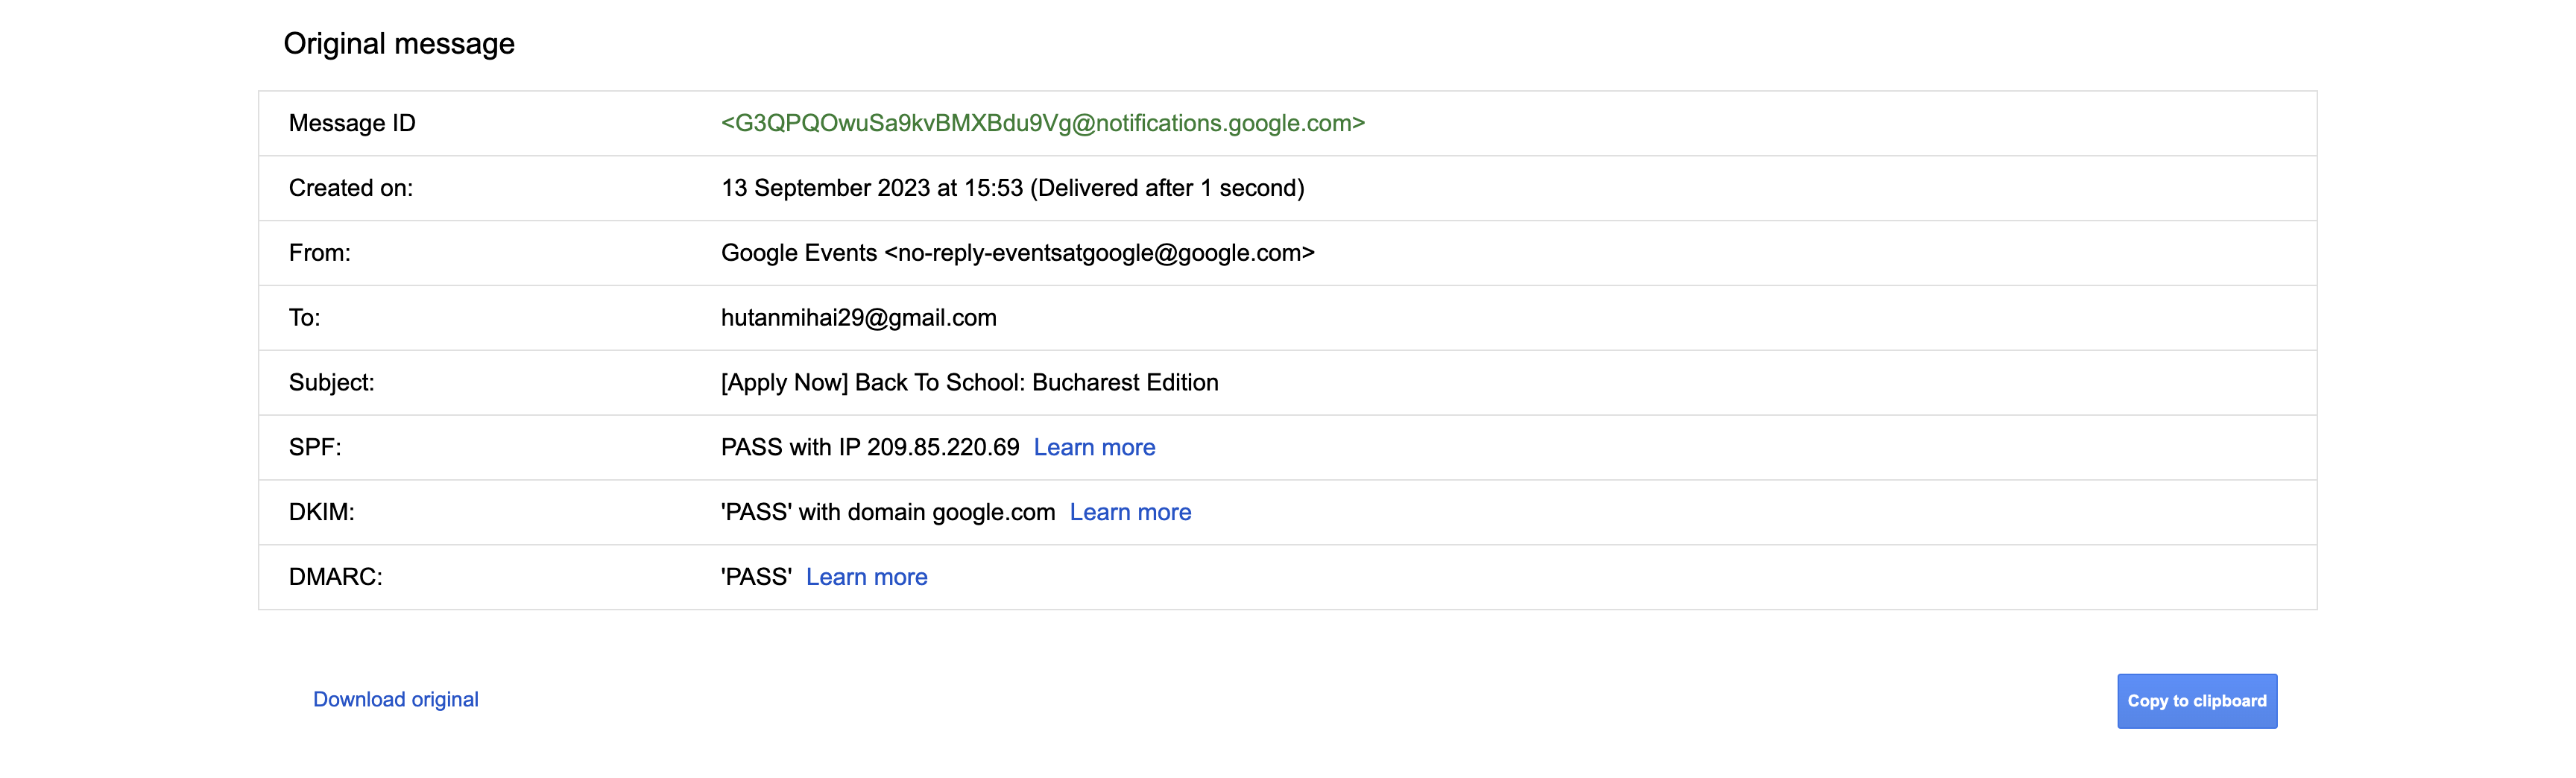 Original message
Message ID <G3QPQOwuSa9kvBMXBdu9Vg@notifications.google.com>
Created on: 13 September 2023 at 15:53 (Delivered after 1 second)
From: Google Events <no-reply-eventsatgoogle@google.com>
To: hutanmihai29@gmail.com
Subject: [Apply Now] Back To School: Bucharest Edition
SPF: PASS with IP 209.85.220.69 Learn more
DKIM: 'PASS' with domain google.com Learn more
DMARC: 'PASS' Learn more
Download original Copy to clipboard